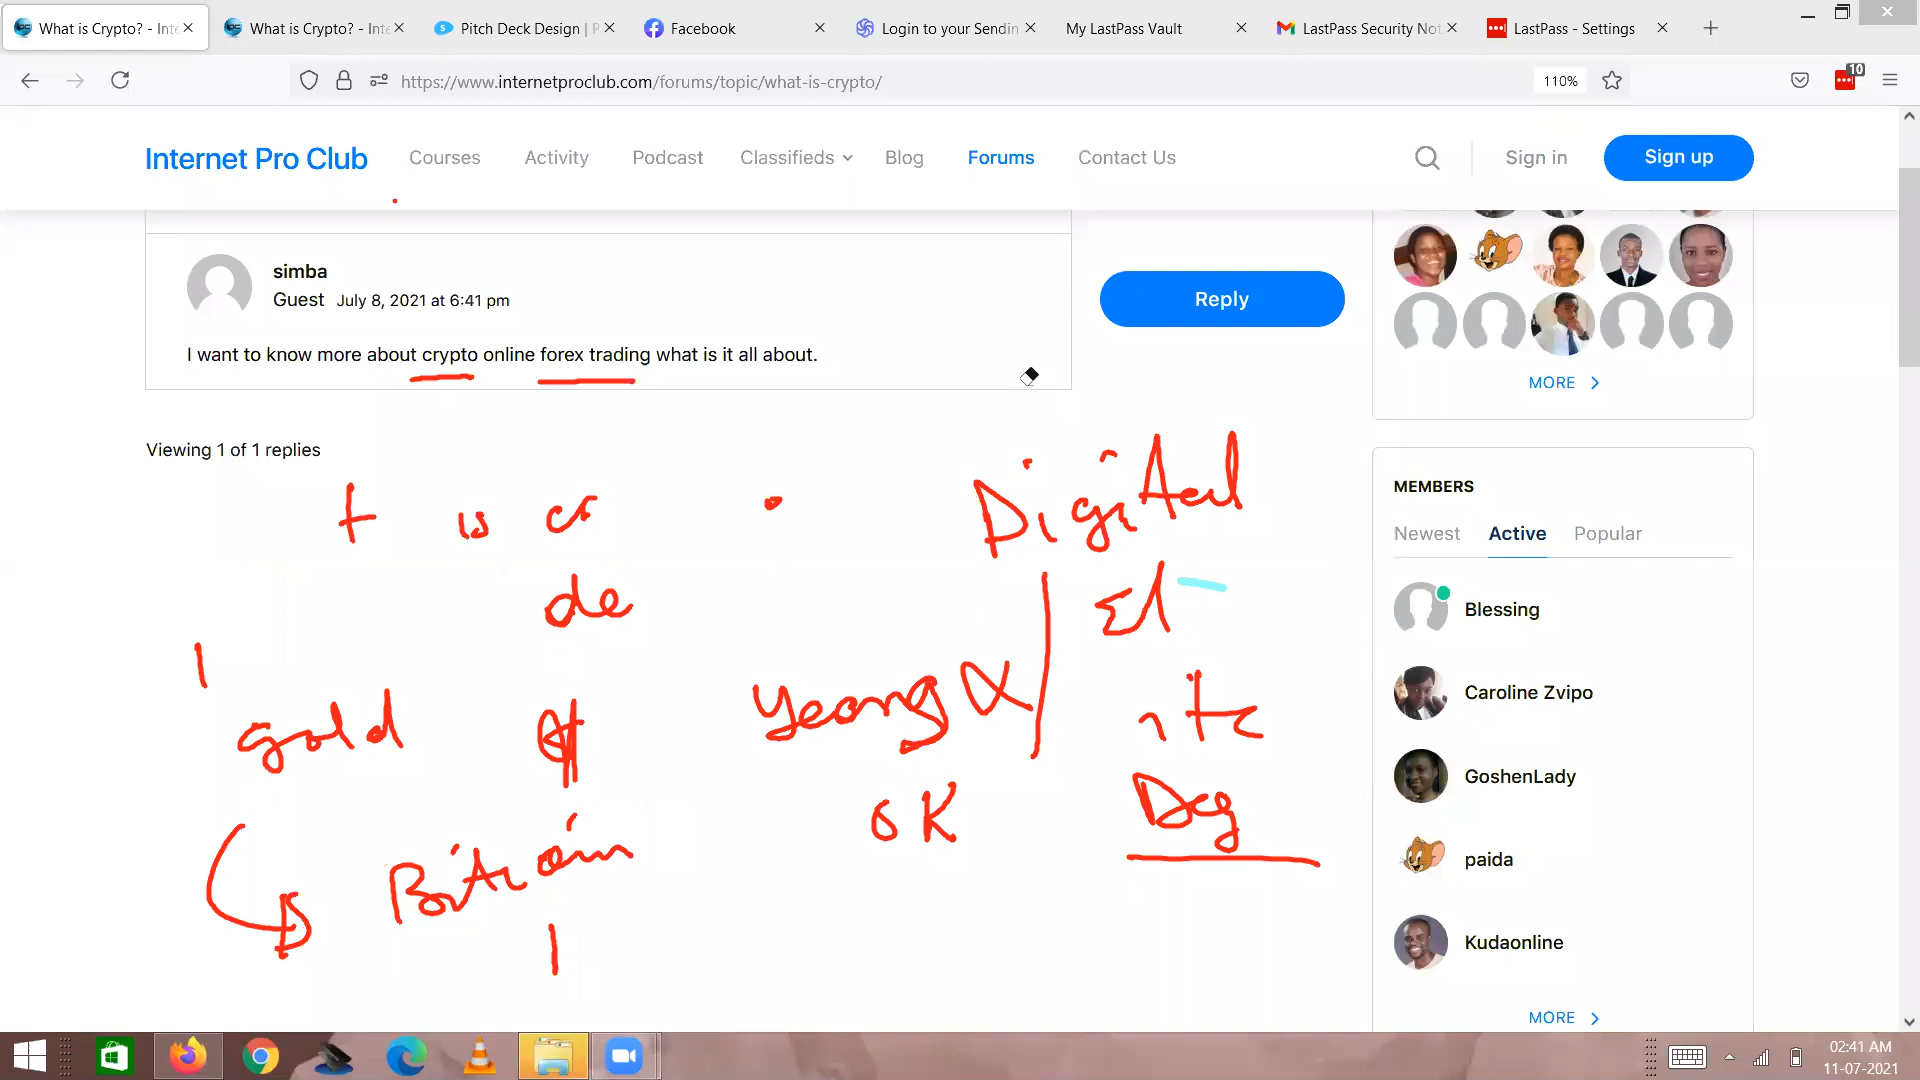 What is Crypto? - Inte
What is Crypto? - Inte
Pitch Deck Design | P
Facebook
Login to your Sendin
My LastPass Vault
LastPass Security Not
LastPass - Settings
https://www.internetproclub.com/forums/topic/what-is-crypto/
110%
10
Internet Pro Club
Courses
Activity
Podcast
Classifieds
Blog
Forums
Contact Us
Sign in
Sign up
simba
Guest July 8, 2021 at 6:41 pm
I want to know more about crypto online forex trading what is it all about.
Reply
MORE
Viewing 1 of 1 replies
is
Digital
de
gold
OK
MEMBERS
Newest Active Popular
Blessing
Caroline Zvipo
GoshenLady
paida
Kudaonline
MORE
02:41 AM
11-07-2021